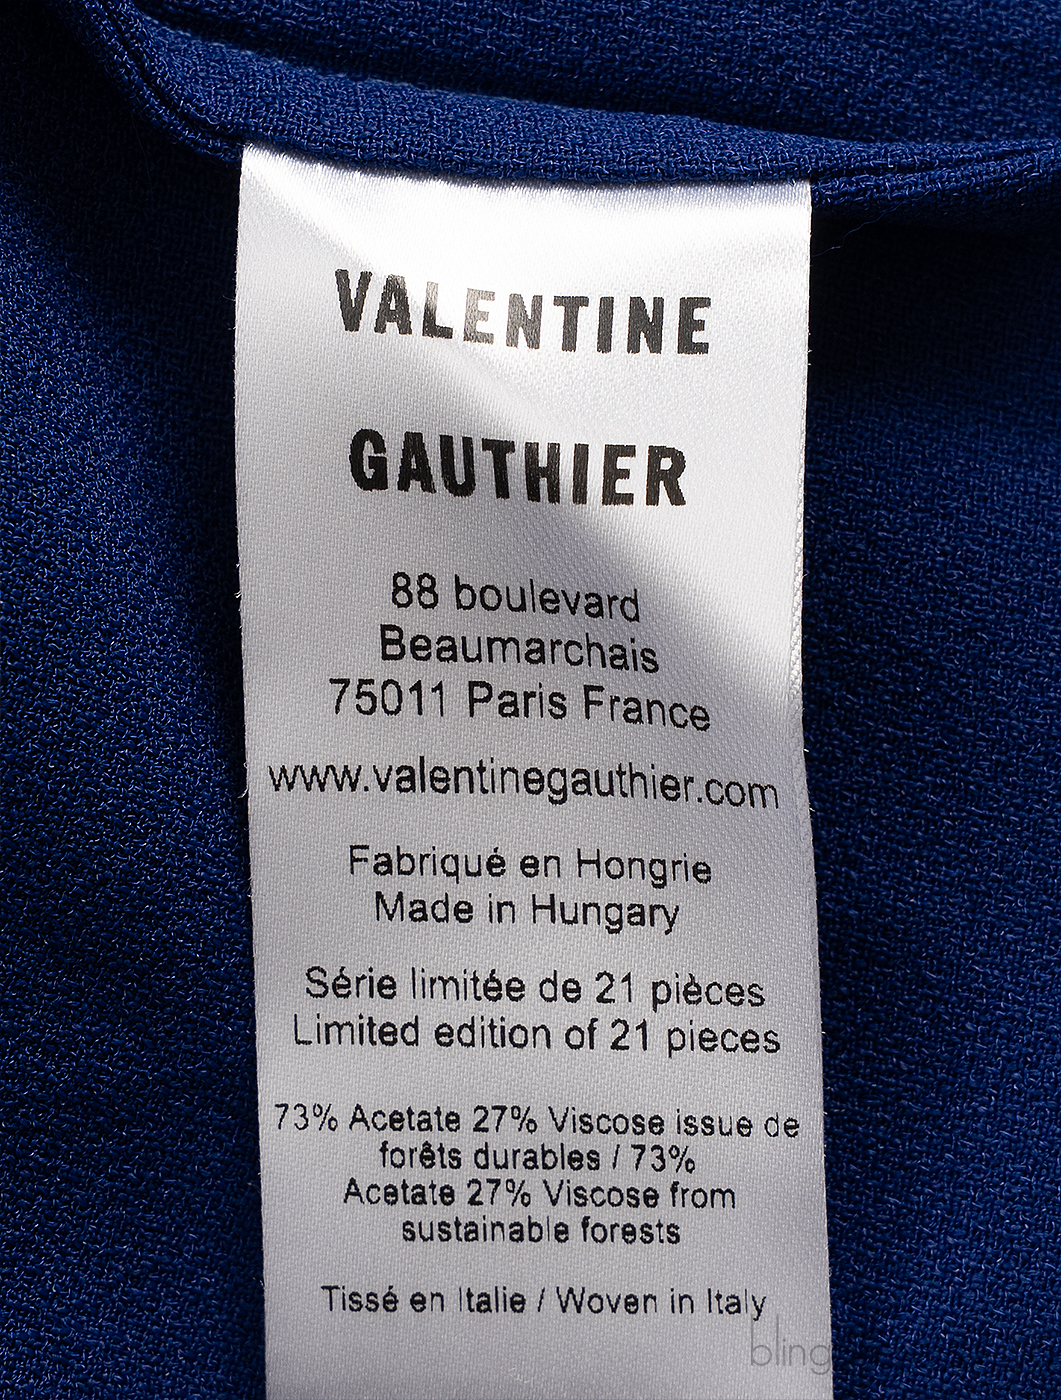 VALENTINE
GAUTHIER
88 boulevard
Beaumarchais
75011 Paris France
www.valentinegauthier.com
Fabriqué en Hongrie
Made in Hungary
Série limitée de 21 pièces
Limited edition of 21 pieces
73% Acetate 27% Viscose issue de
forêts durables / 73%
Acetate 27% Viscose from
sustainable forests
Tissé en Italie / Woven in Italy
bling